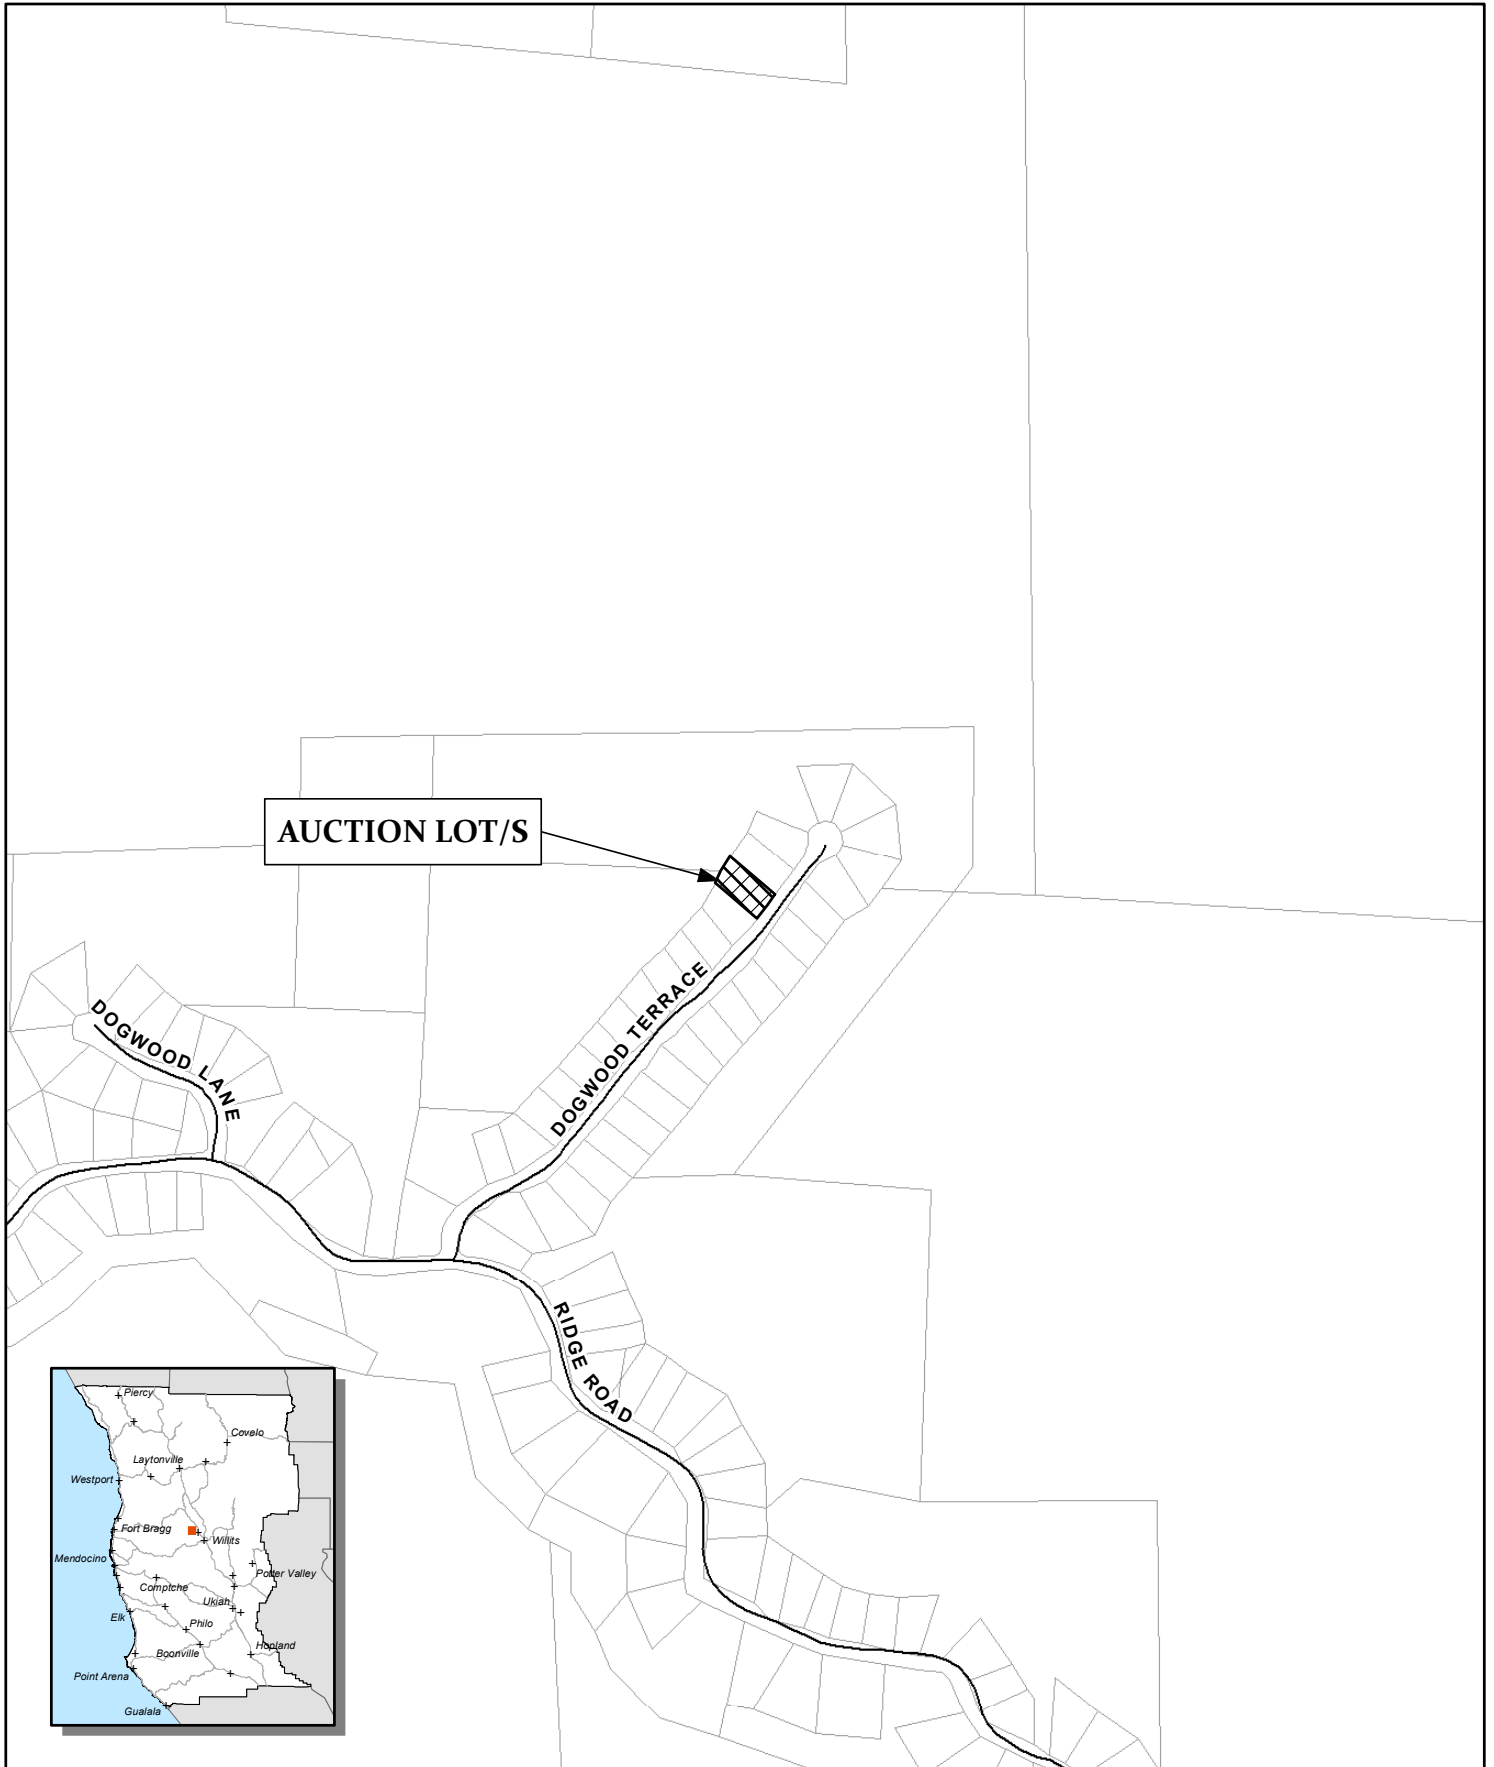 AUCTION LOT/S
DOGWOOD TERRACE
DOGWOOD LANE
RIDGE ROAD
Piercy
Covelo
Laytonville
Westport
Fort Bragg
Willits
Mendocino
Potter Valley
Comptche
Ukiah
Elk
Philo
Hopland
Boonville
Point Arena
Gualala